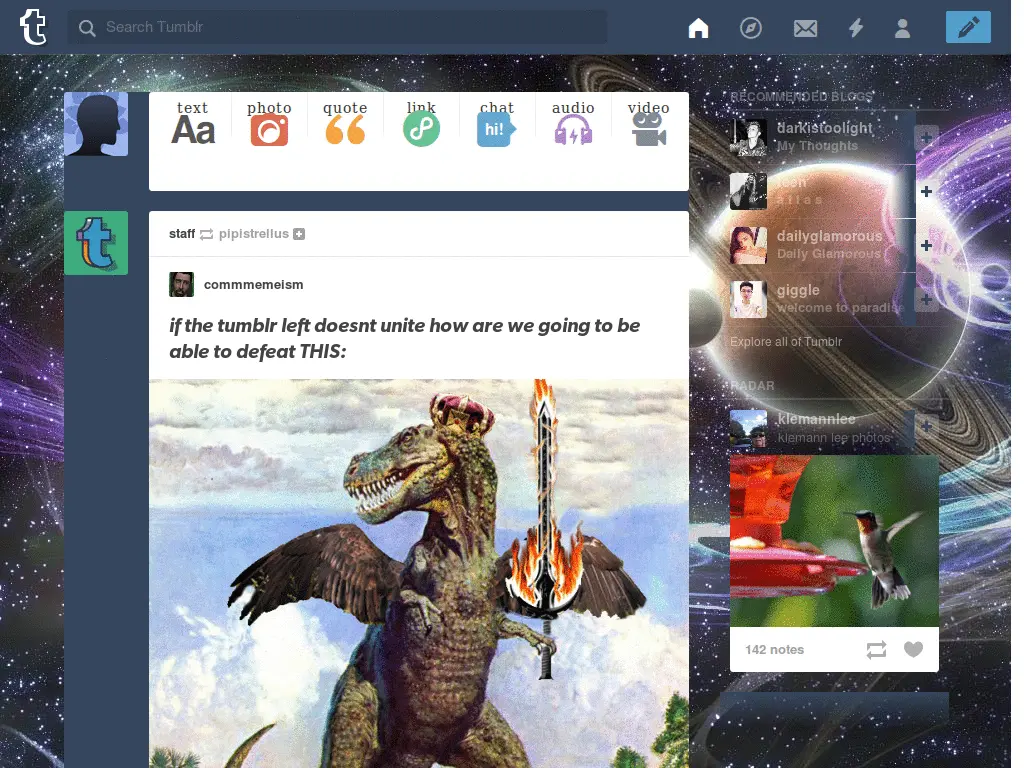 Search Tumblr
text photo quote link chat audio video
Aa
hi!
RECOMMENDED BLOGS
darkistoolight
My Thoughts
a t l a s
dailyglamorous
Daily Glamorous
giggle
welcome to paradise
Explore all of Tumblr
RADAR
klemannlee
klemann lee photos
142 notes
staff pipistrellus
commmemeism
if the tumblr left doesnt unite how are we going to be
able to defeat THIS: